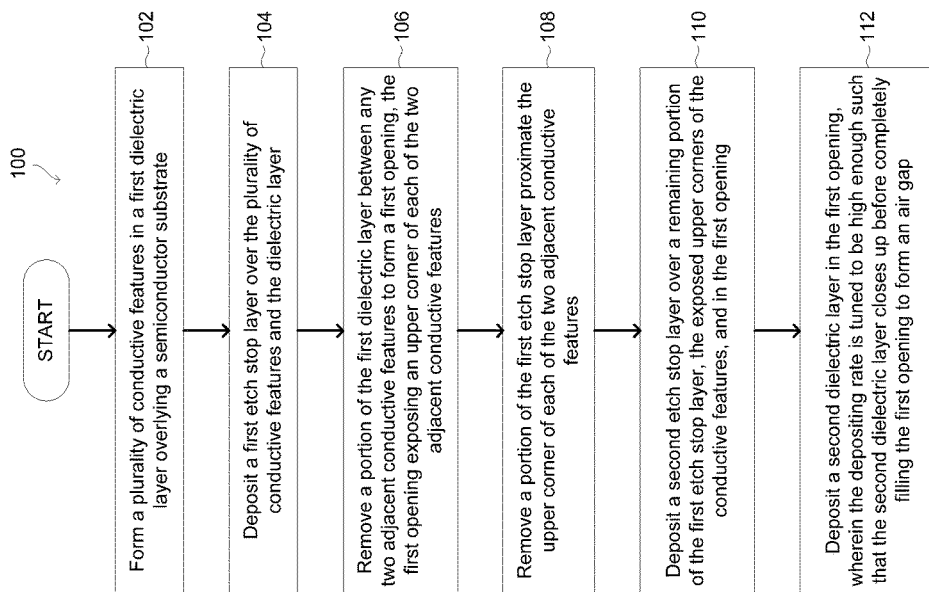 100
START
Form a plurality of conductive features in a first dielectric
layer overlying a semiconductor substrate
102
Deposit a first etch stop layer over the plurality of
conductive features and the dielectric layer
104
Remove a portion of the first dielectric layer between any
two adjacent conductive features to form a first opening, the
first opening exposing an upper corner of each of the two
adjacent conductive features
106
Remove a portion of the first etch stop layer proximate the
upper corner of each of the two adjacent conductive
features
108
Deposit a second etch stop layer over a remaining portion
of the first etch stop layer, the exposed upper corners of the
conductive features, and in the first opening
110
Deposit a second dielectric layer in the first opening,
wherein the depositing rate is tuned to be high enough such
that the second dielectric layer closes up before completely
filling the first opening to form an air gap
112